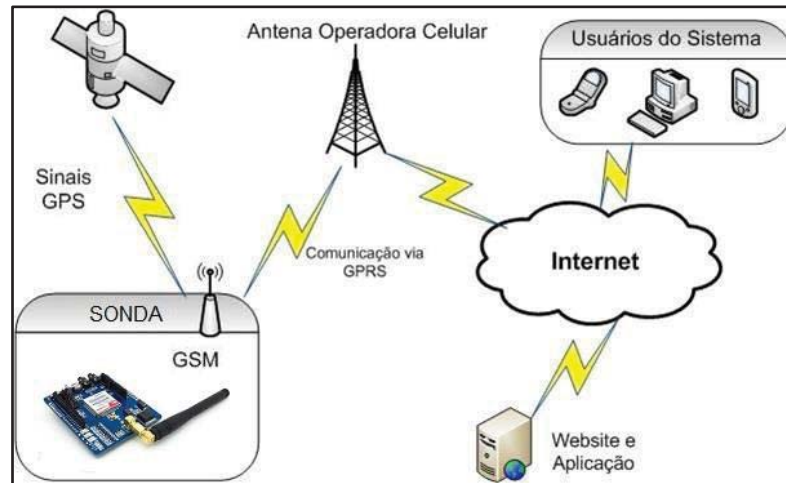 Antena Operadora Celular
Usuários do Sistema
Sinais
GPS
Comunicação via
GPRS
Internet
SONDA
GSM
Website e
Aplicação